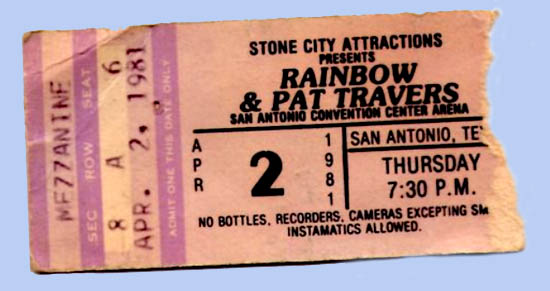 MEZZANINE
SEC ROW SEAT
8 A 6
APR. 2, 1981
ADMIT ONE THIS DATE ONLY
STONE CITY ATTRACTIONS
PRESENTS
RAINBOW
& PAT TRAVERS
SAN ANTONIO CONVENTION CENTER ARENA
APR
2
1981
SAN ANTONIO, TE
THURSDAY
7:30 P.M.
NO BOTTLES, RECORDERS, CAMERAS EXCEPTING SM
INSTAMATICS ALLOWED.